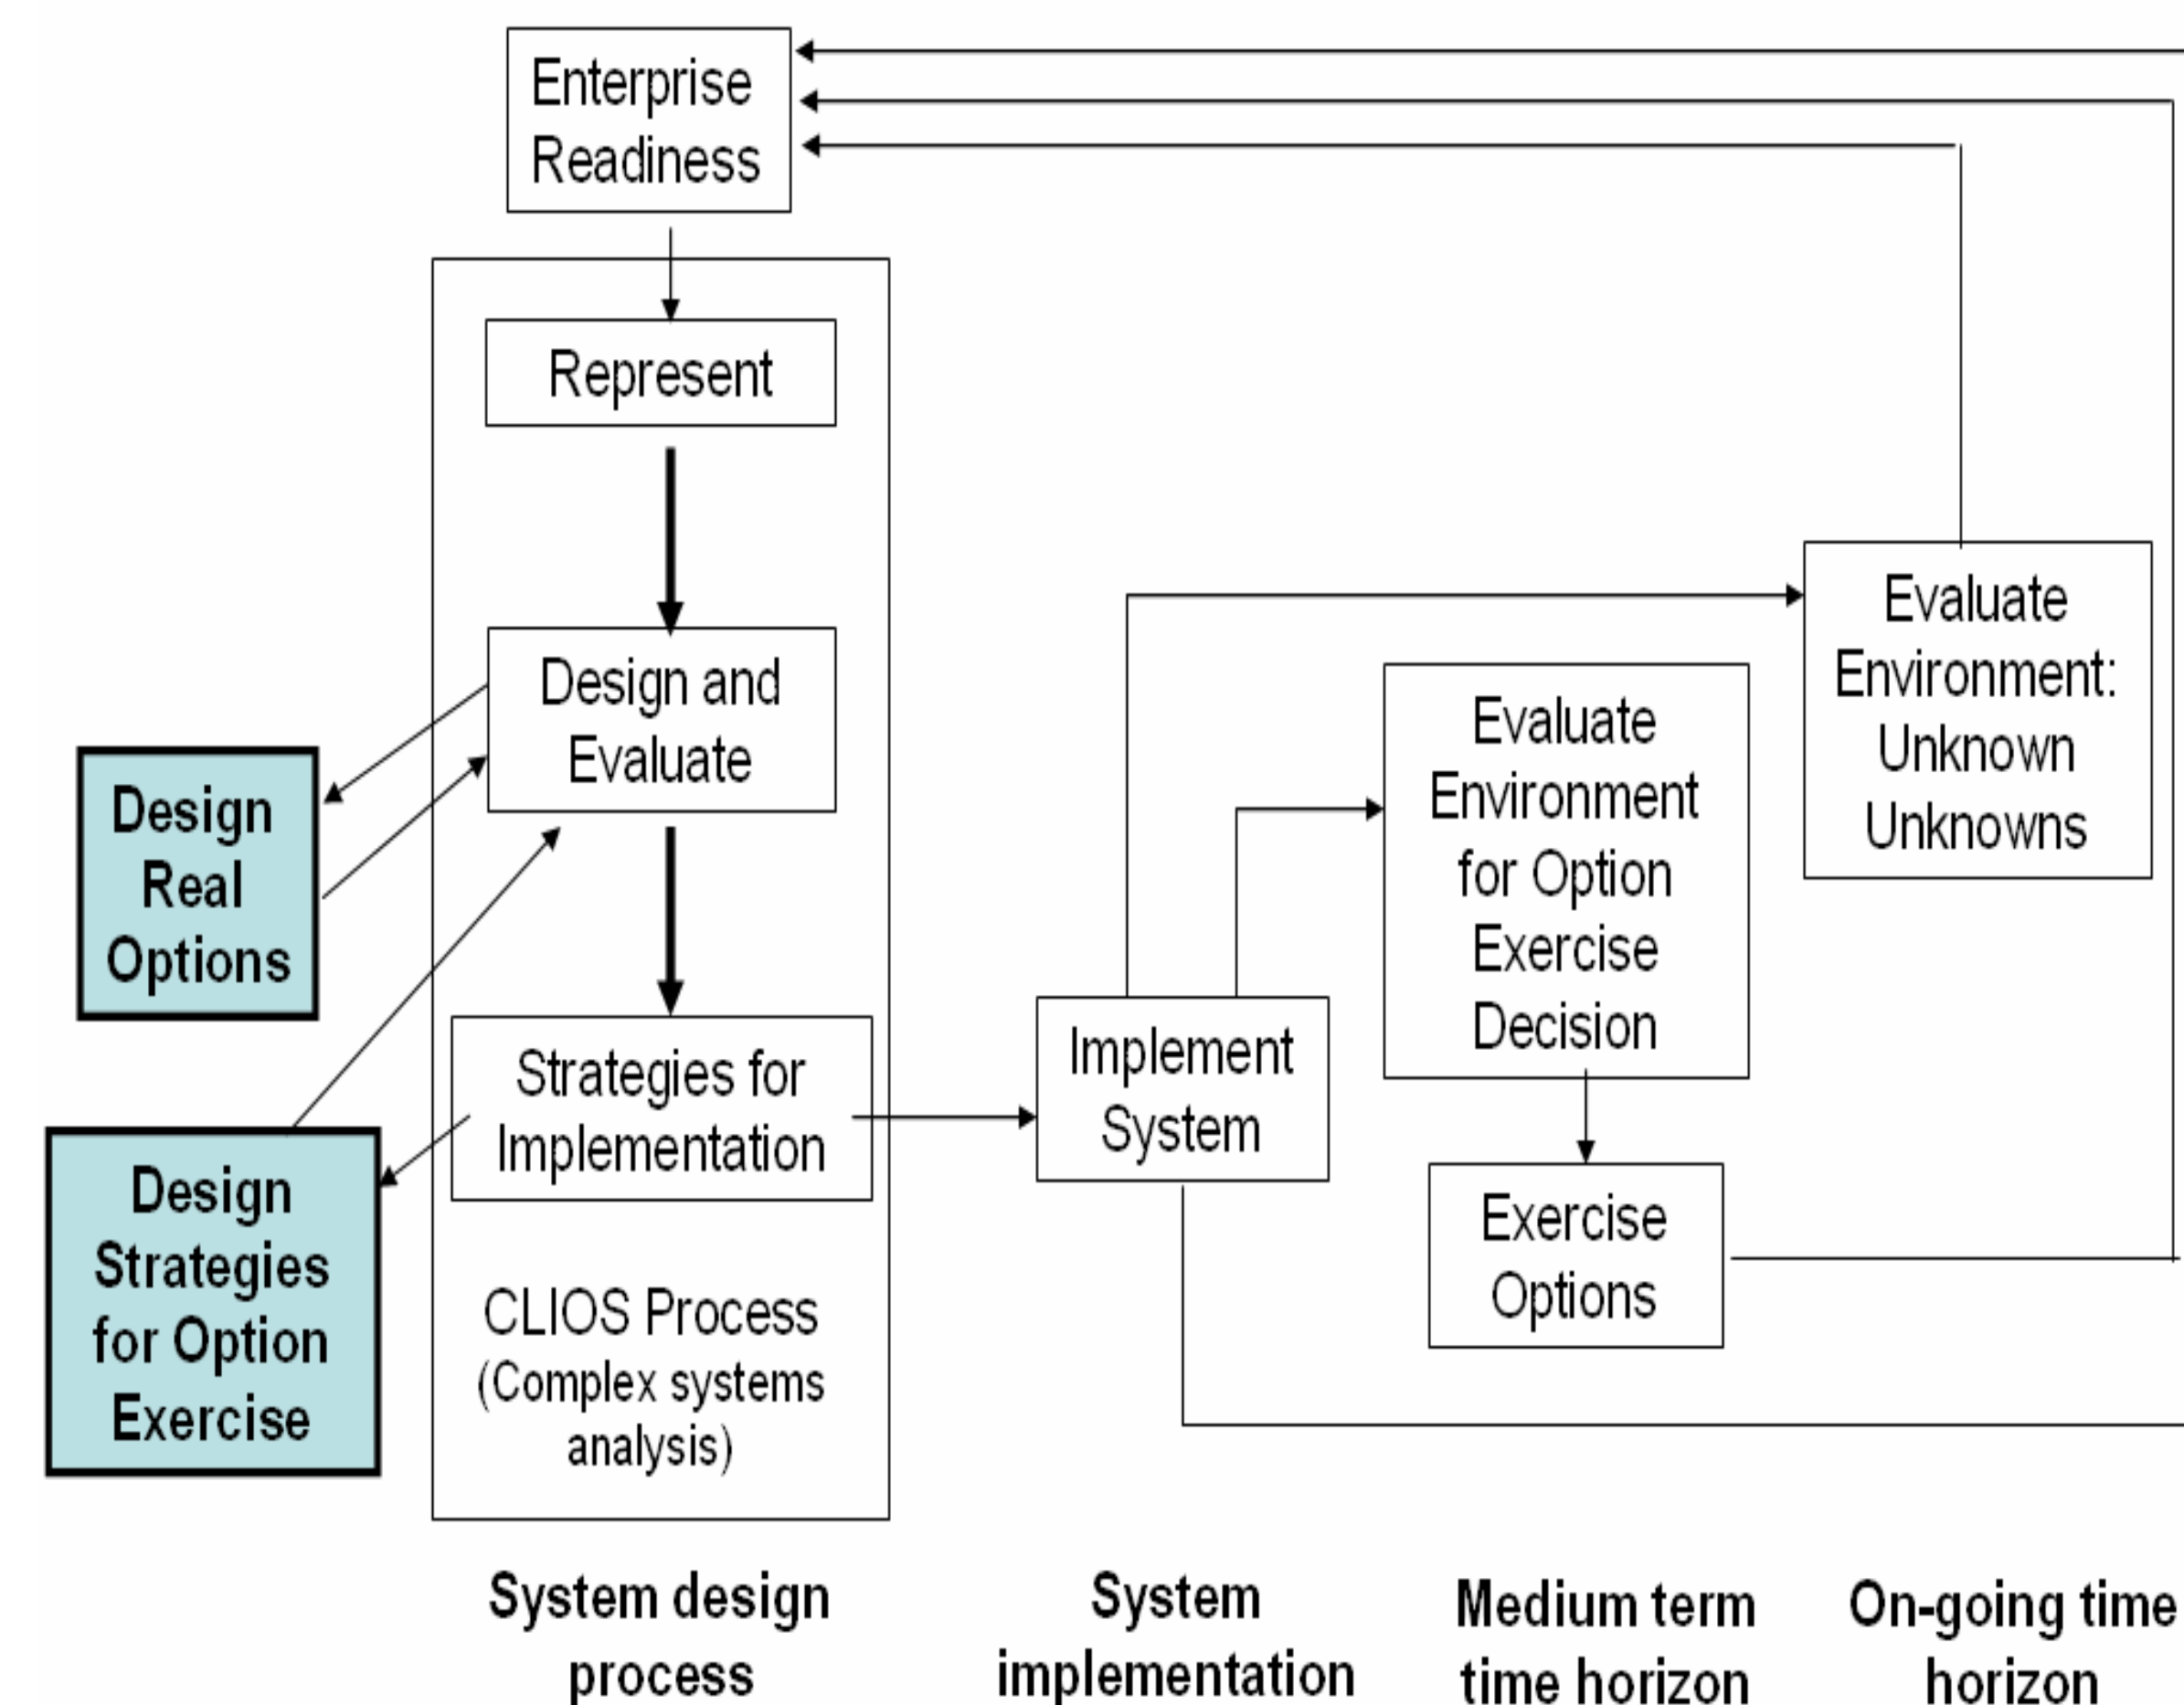 Enterprise
Readiness
Represent
Design and
Evaluate
Design
Real
Options
Strategies for
Implementation
Design
Strategies
for Option
Exercise
CLIOS Process
(Complex systems
analysis)
Implement
System
Evaluate
Environment
for Option
Exercise
Decision
Exercise
Options
Evaluate
Environment:
Unknown
Unknowns
System design
process
System
implementation
Medium term
time horizon
On-going time
horizon